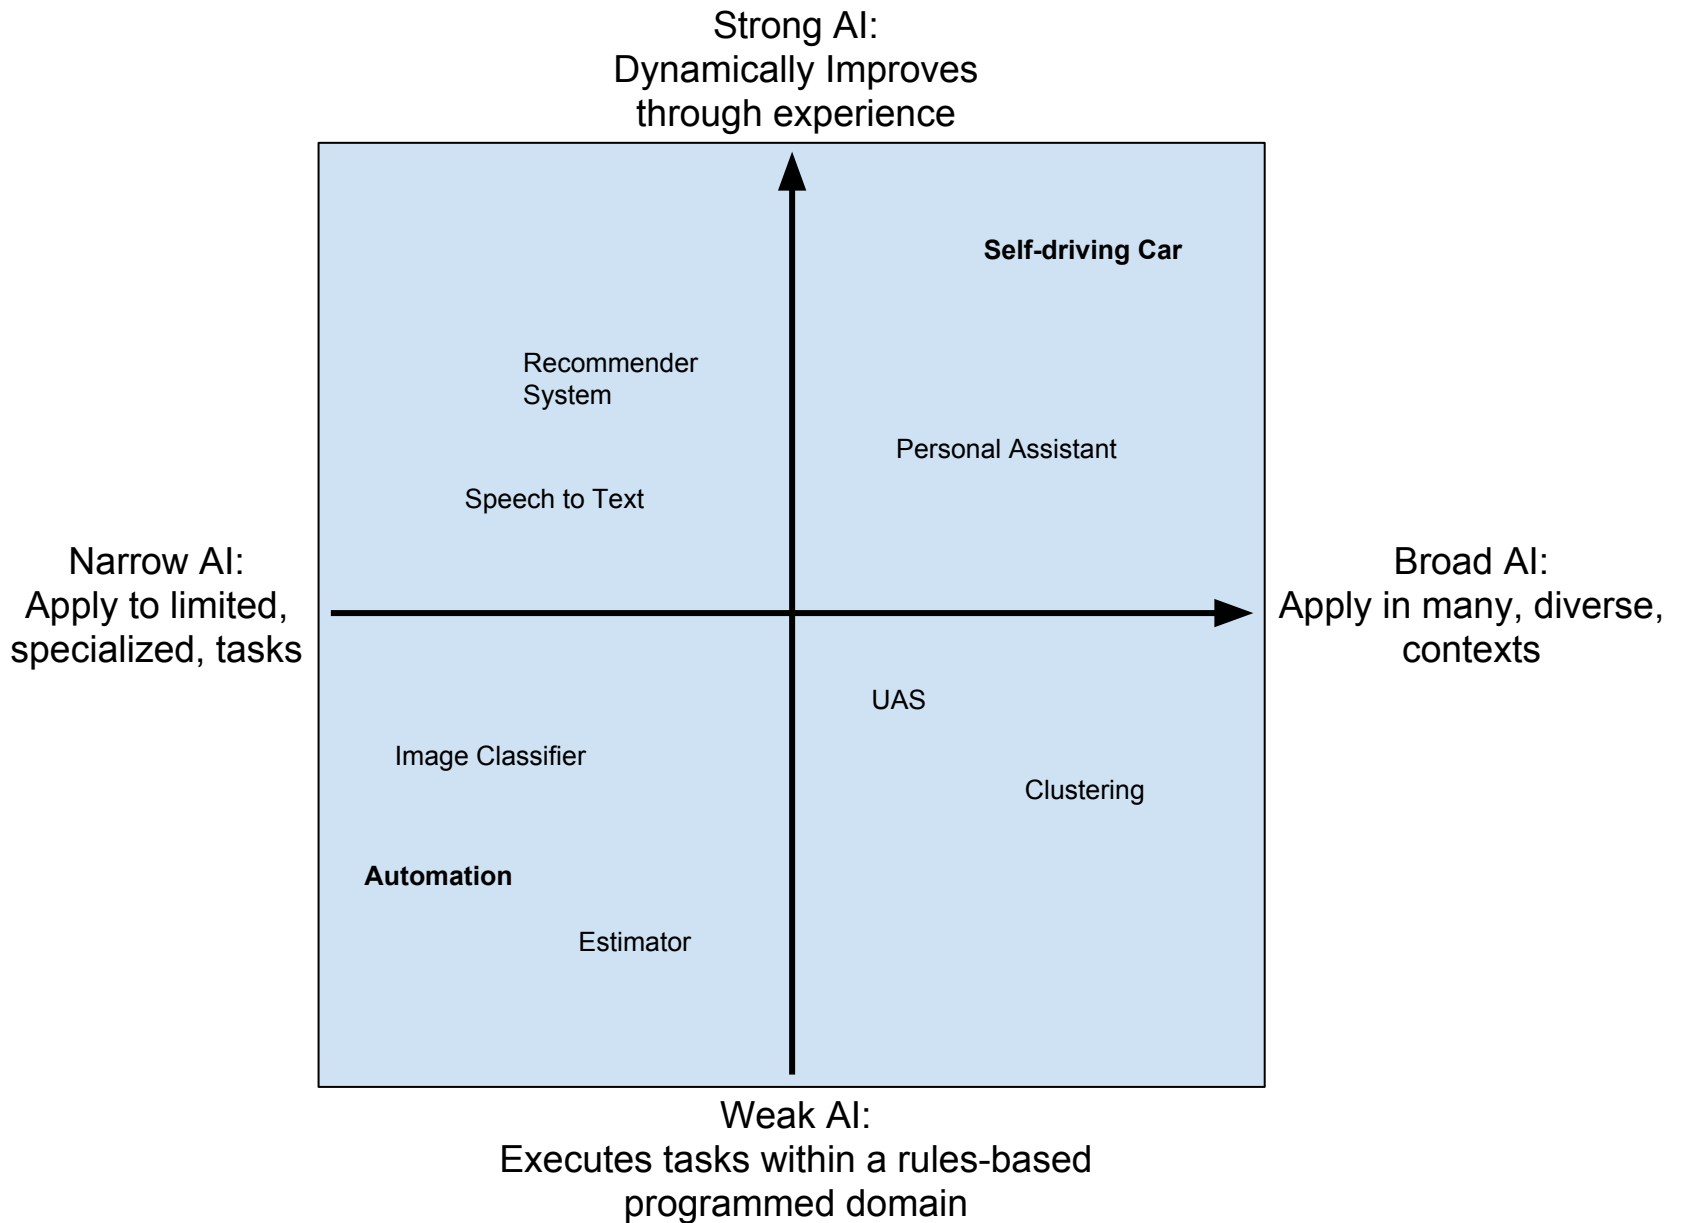 Strong AI:
Dynamically Improves
through experience
Self-driving Car
Recommender
System
Personal Assistant
Speech to Text
Narrow AI:
Apply to limited,
specialized, tasks
Broad AI:
Apply in many, diverse,
contexts
UAS
Image Classifier
Clustering
Automation
Estimator
Weak AI:
Executes tasks within a rules-based
programmed domain